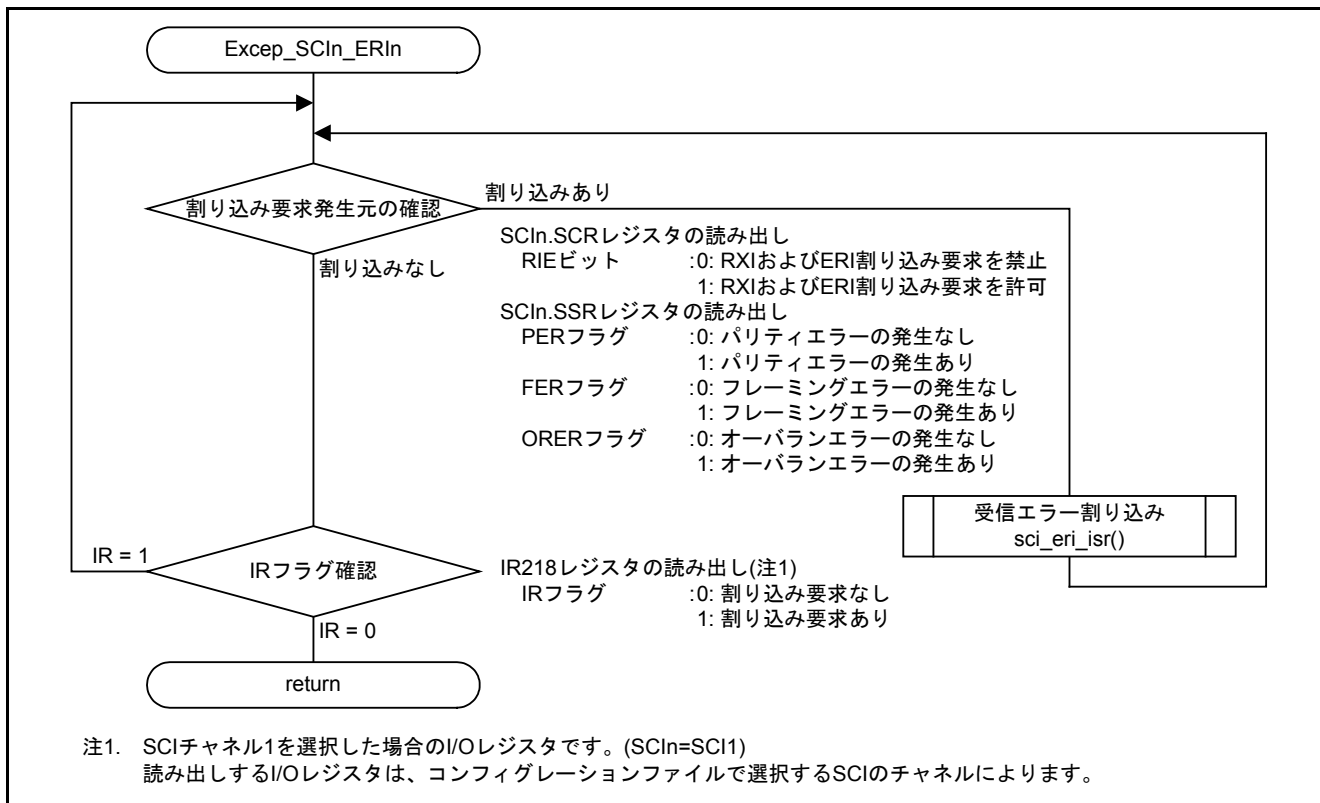 Excep_SCIn_ERIn
割り込み要求発生元の確認
割り込みあり
割り込みなし
SCIn.SCRレジスタの読み出し
RIEビット :0: RXIおよびERI割り込み要求を禁止
1: RXIおよびERI割り込み要求を許可
SCIn.SSRレジスタの読み出し
PERフラグ :0: パリティエラーの発生なし
1: パリティエラーの発生あり
FERフラグ :0: フレーミングエラーの発生なし
1: フレーミングエラーの発生あり
ORERフラグ :0: オーバランエラーの発生なし
1: オーバランエラーの発生あり
受信エラー割り込み
sci_eri_isr()
IR = 1
IRフラグ確認
IR218レジスタの読み出し(注1)
IRフラグ :0: 割り込み要求なし
1: 割り込み要求あり
IR = 0
return
注1. SCIチャネル1を選択した場合のI/Oレジスタです。(SCIn=SCI1)
読み出しするI/Oレジスタは、コンフィグレーションファイルで選択するSCIのチャネルによります。